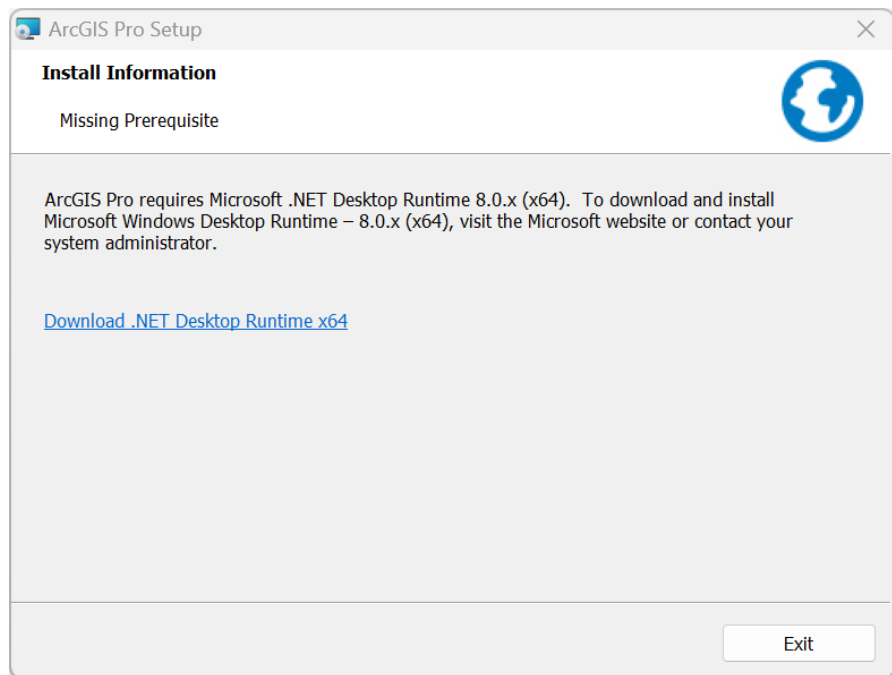 ArcGIS Pro Setup
Install Information
Missing Prerequisite
ArcGIS Pro requires Microsoft .NET Desktop Runtime 8.0.x (x64).  To download and install
Microsoft Windows Desktop Runtime – 8.0.x (x64), visit the Microsoft website or contact your
system administrator.
Download .NET Desktop Runtime x64
Exit